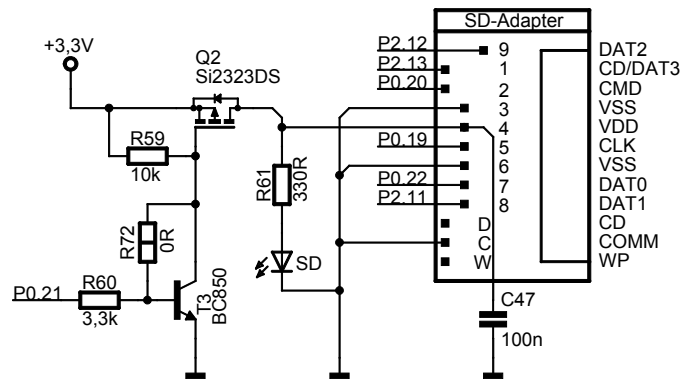 SD-Adapter
+3,3V
Q2
Si2323DS
P2.12 9 DAT2
P2.13 1 CD/DAT3
P0.20 2 CMD
3 VSS
4 VDD
P0.19 5 CLK
6 VSS
P0.22 7 DAT0
P2.11 8 DAT1
D CD
C COMM
W WP
R59
10k
R61
330R
R72
0R
SD
P0.21
R60
3,3k
T3
BC850
C47
100n